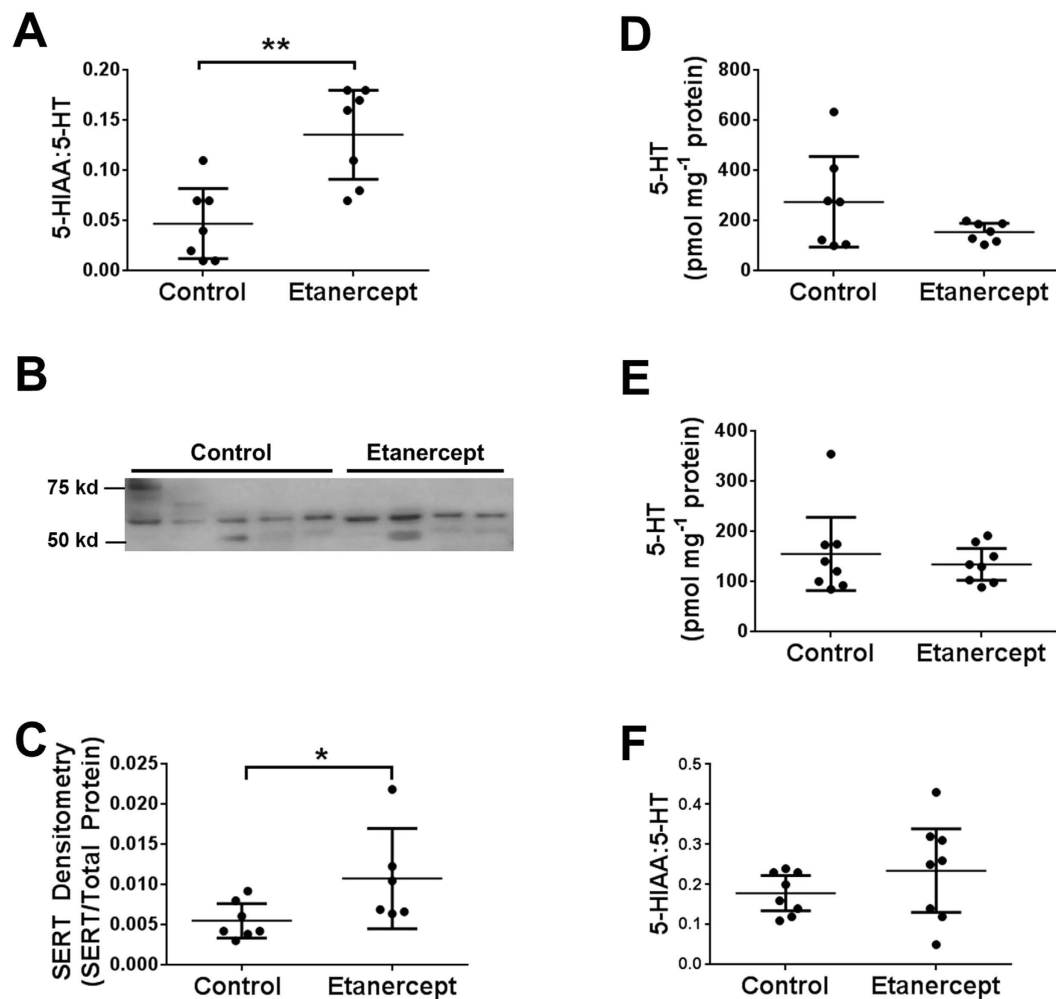 A
**
5-HIAA:5-HT
0.20
0.15
0.10
0.05
0.00
Control Etanercept
B
Control Etanercept
75 kd
50 kd
C
*
SERT Densitometry
(SERT/Total Protein)
0.025
0.020
0.015
0.010
0.005
0.000
Control Etanercept
D
5-HT
(pmol mg⁻¹ protein)
800
600
400
200
0
Control Etanercept
E
5-HT
(pmol mg⁻¹ protein)
400
300
200
100
0
Control Etanercept
F
5-HIAA:5-HT
0.5
0.4
0.3
0.2
0.1
0.0
Control Etanercept